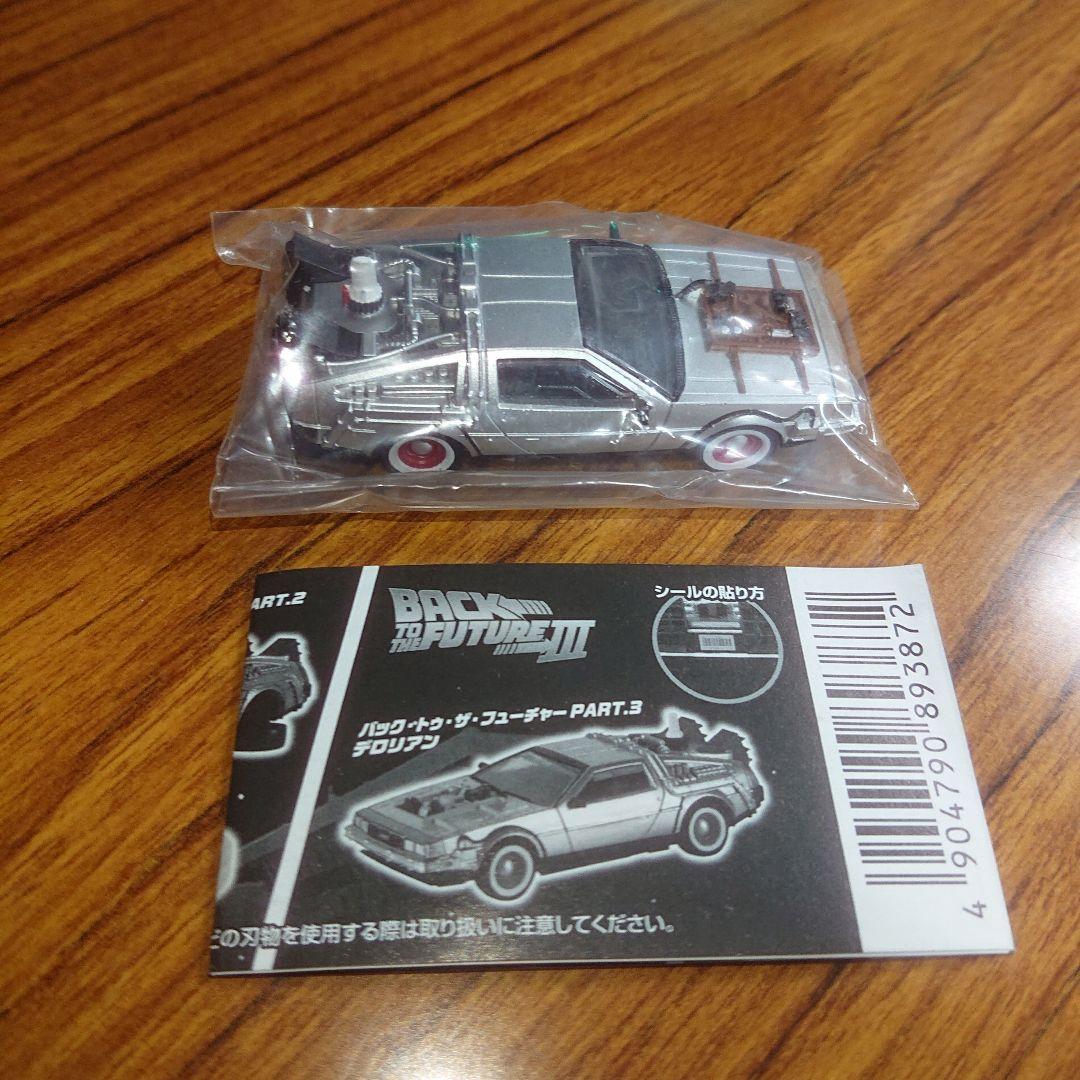 ART.2
BACK
TO THE
FUTURE III
シールの貼り方
バック・トゥ・ザ・フューチャー PART.3
デロリアン
の刃物を使用する際は取り扱いに注意してください。
4 904790 893872